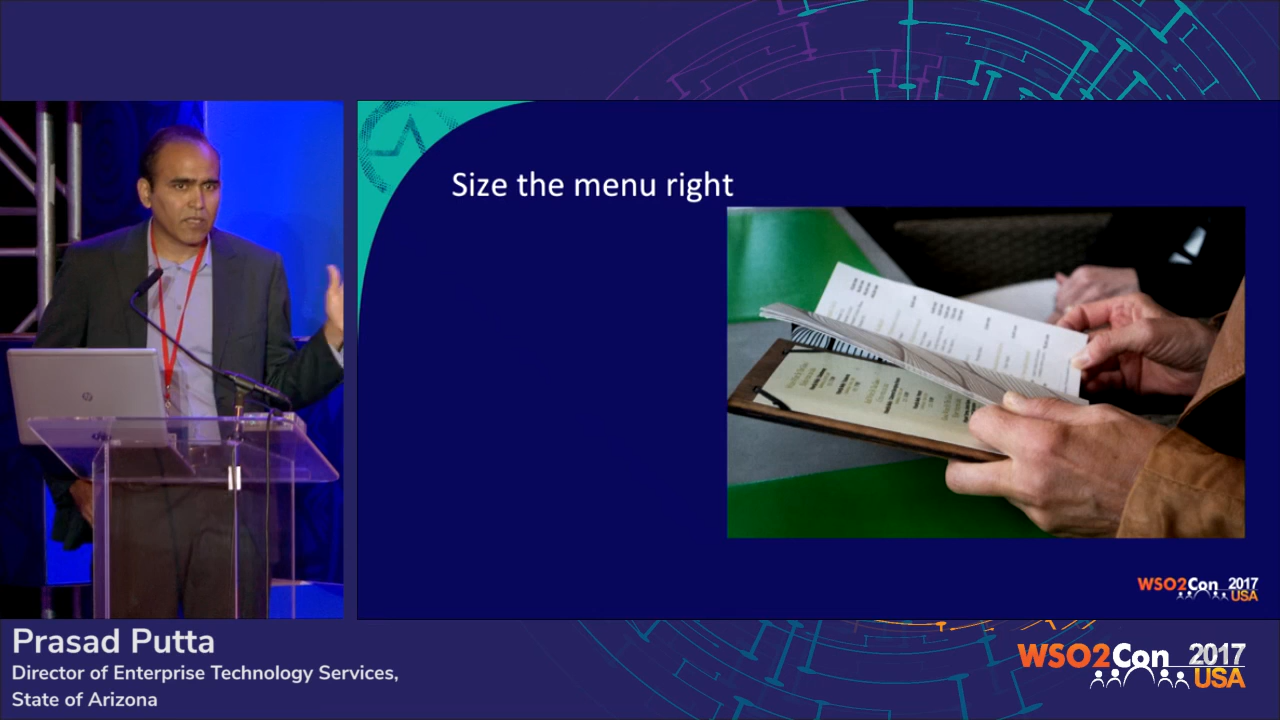 Size the menu right
WSO2Con 2017
USA
Prasad Putta
Director of Enterprise Technology Services,
State of Arizona
WSO2Con 2017
USA